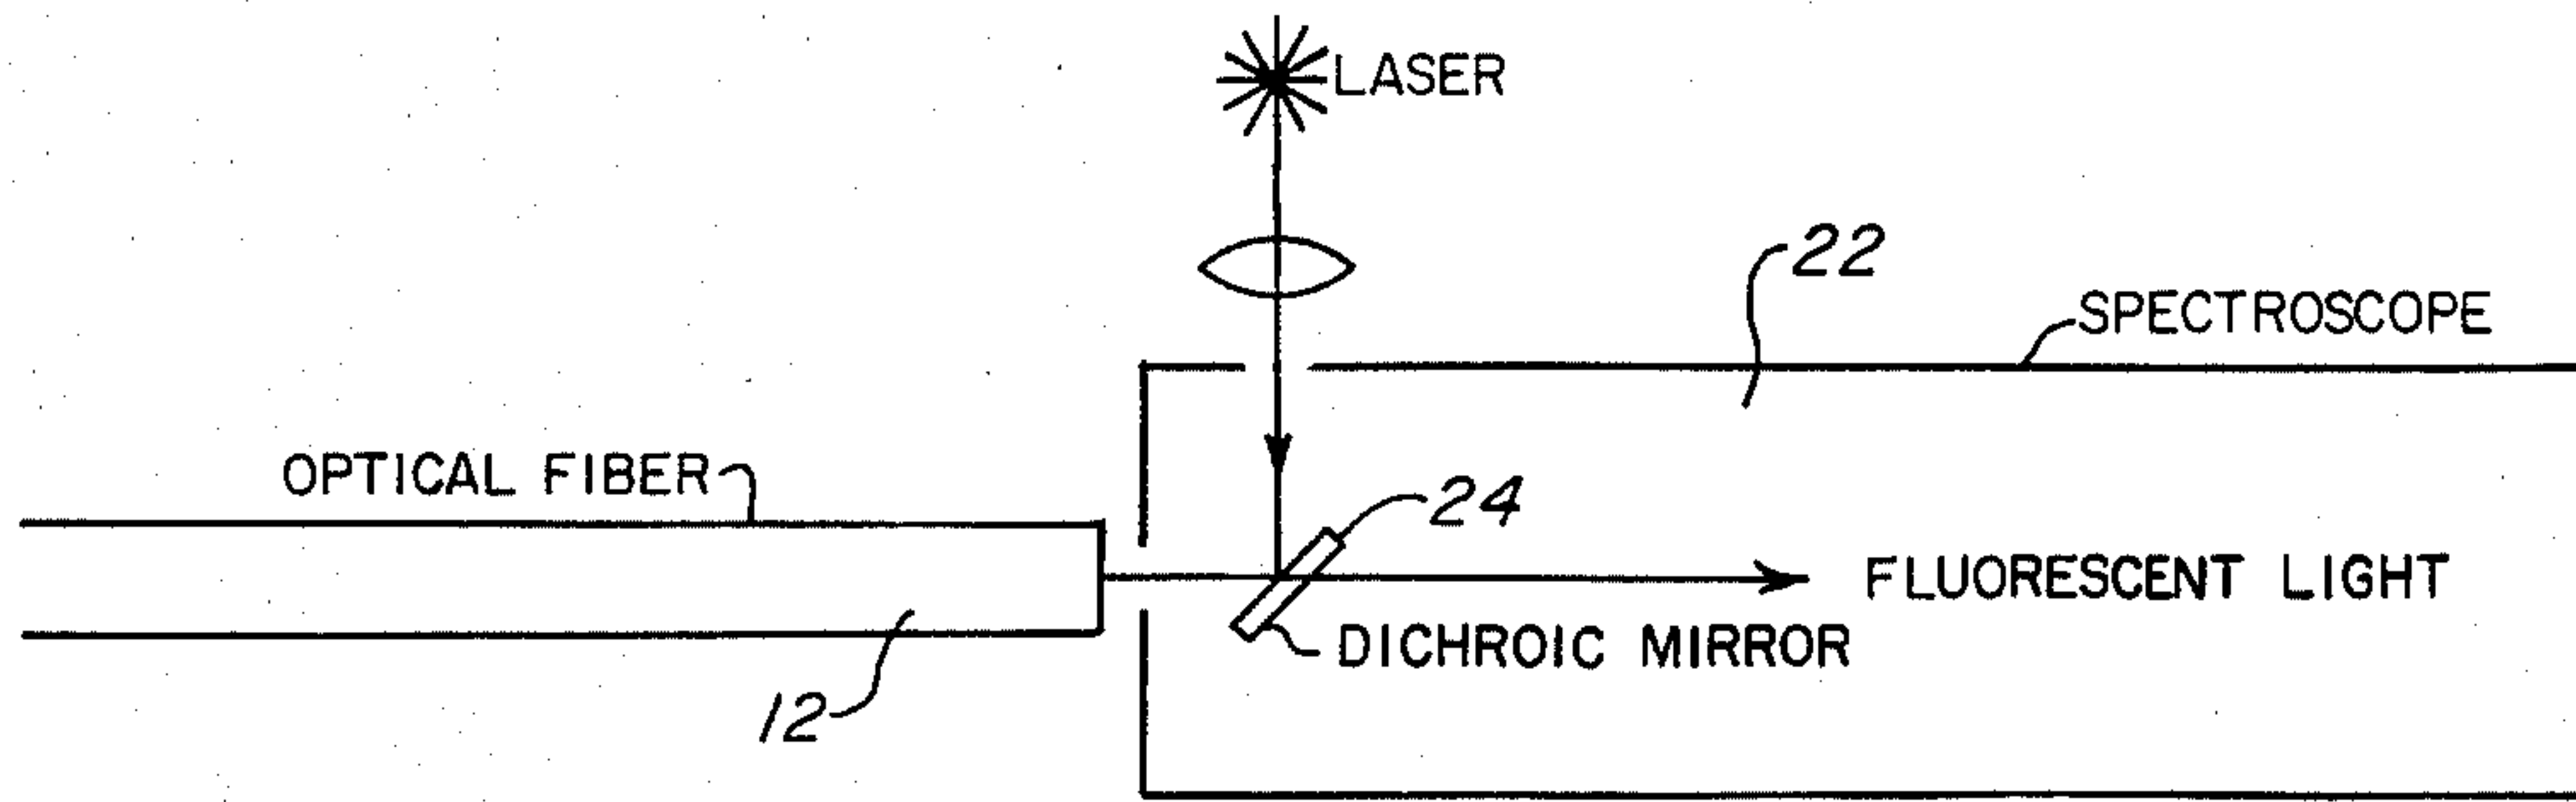 LASER
22
SPECTROSCOPE
OPTICAL FIBER
24
FLUORESCENT LIGHT
DICHROIC MIRROR
12